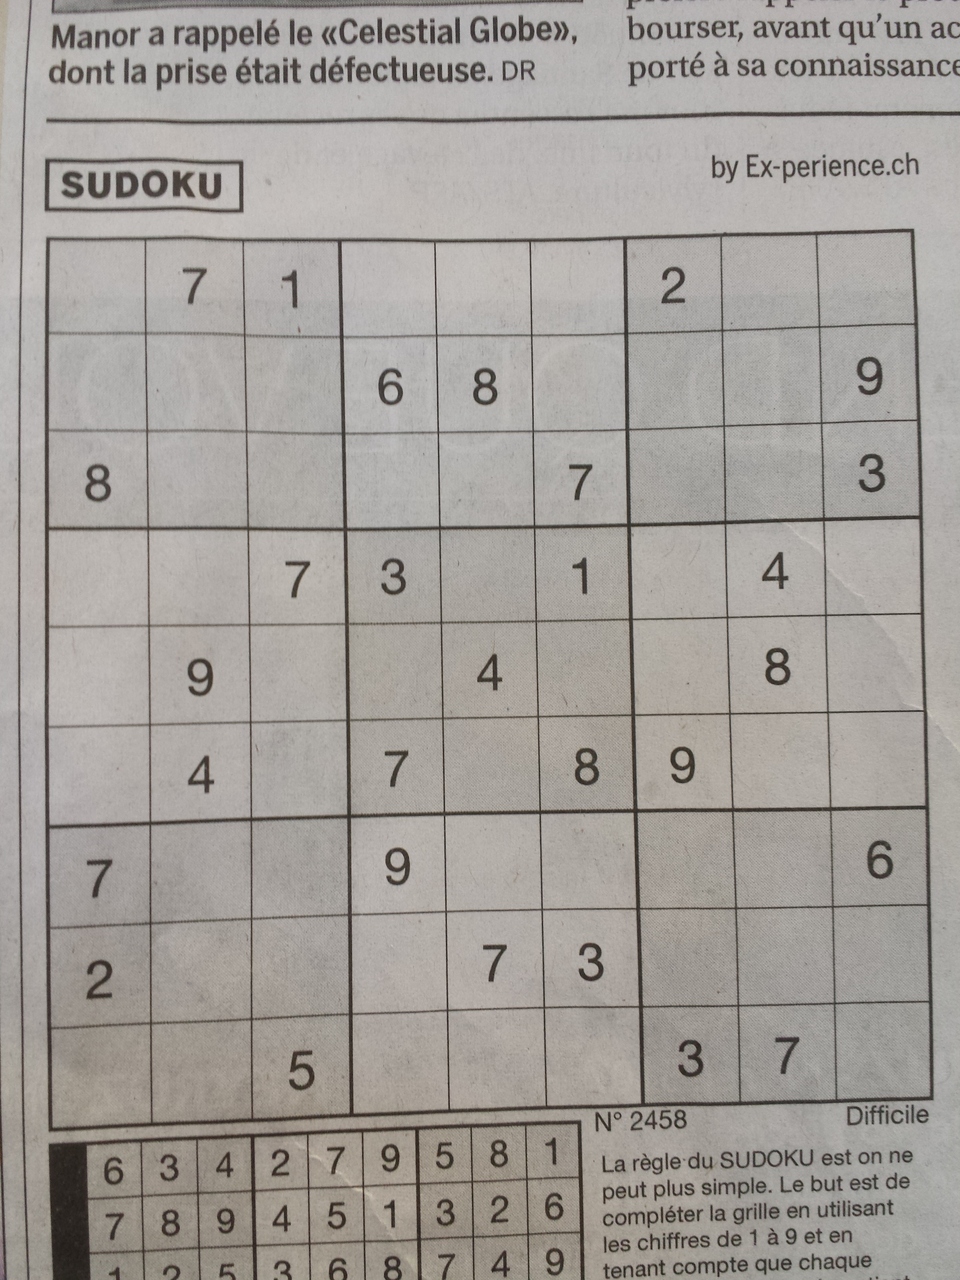 Manor a rappelé le «Celestial Globe»,
dont la prise était défectueuse. DR
bourser, avant qu'un ac
porté à sa connaissance
SUDOKU
by Ex-perience.ch
7 1 2
6 8 9
8 7 3
7 3 1 4
9 4 8
4 7 8 9
7 9 6
2 7 3
5 3 7
N° 2458 Difficile
6 3 4 2 7 9 5 8 1
7 8 9 4 5 1 3 2 6
1 2 5 3 6 8 7 4 9
La règle du SUDOKU est on ne
peut plus simple. Le but est de
compléter la grille en utilisant
les chiffres de 1 à 9 et en
tenant compte que chaque